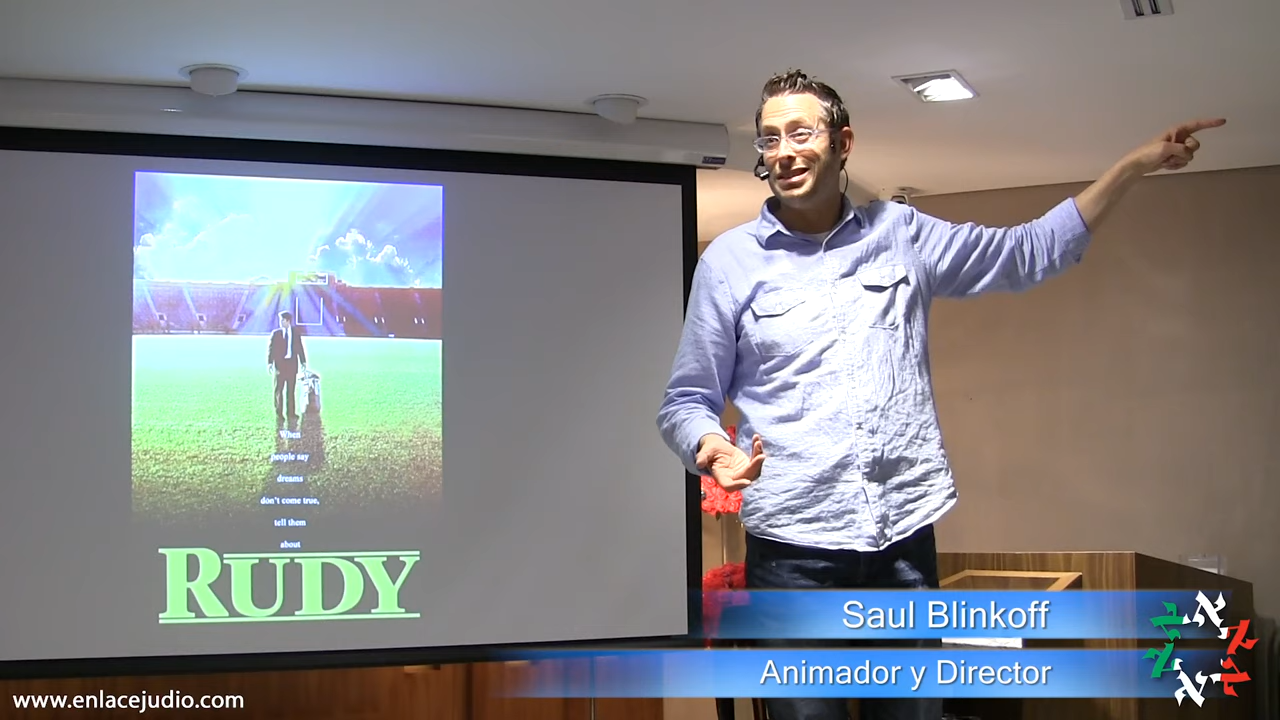 When
people say
dreams
don't come true,
tell them
about
RUDY
Saul Blinkoff
Animador y Director
www.enlacejudio.com
א
א
א
א
א
א